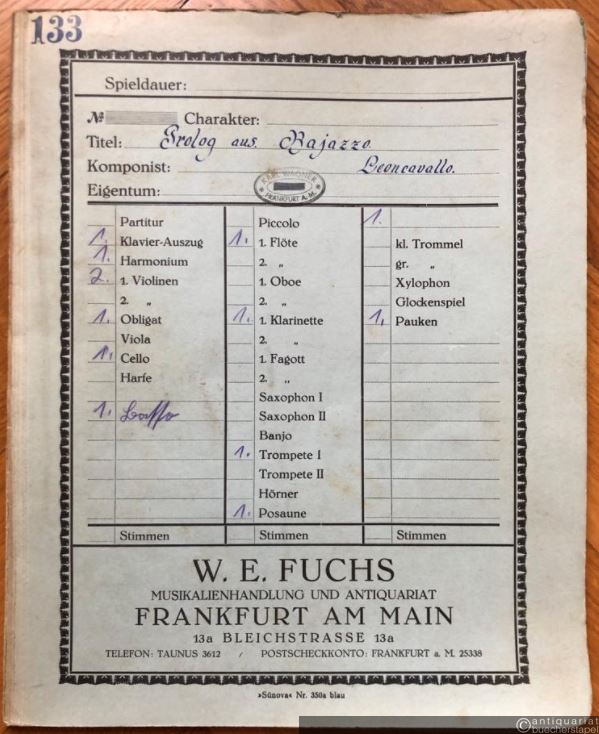 133
Spieldauer:
№ Charakter:
Titel: Prolog aus Bajazzo.
Komponist: Leoncavallo.
WAGNER
FRANKFURT A. M.
Eigentum:
Partitur
1. Klavier-Auszug
1. Harmonium
2. 1. Violinen
2. „
1. Obligat
Viola
1. Cello
Harfe
1. Basso
Stimmen
Piccolo
1. 1. Flöte
2. „
1. Oboe
2. „
1. 1. Klarinette
2. „
1. Fagott
2. „
Saxophon I
Saxophon II
Banjo
1. Trompete I
Trompete II
Hörner
1. Posaune
Stimmen
1.
kl. Trommel
gr. „
Xylophon
Glockenspiel
1. Pauken
Stimmen
W. E. FUCHS
MUSIKALIENHANDLUNG UND ANTIQUARIAT
FRANKFURT AM MAIN
13a BLEICHSTRASSE 13a
TELEFON: TAUNUS 3612 / POSTSCHECKKONTO: FRANKFURT a. M. 25338
»Sünova« Nr. 350a blau
©antiquariat
buecherstapel